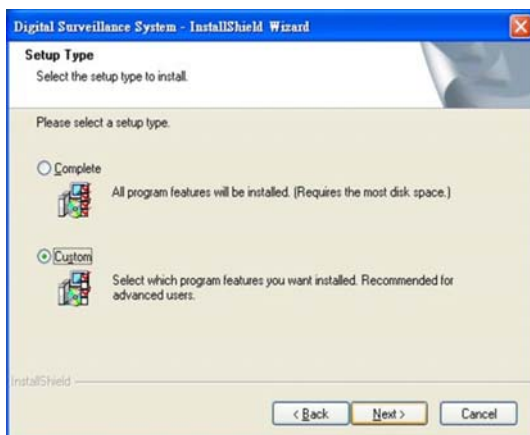 Digital Surveillance System - InstallShield Wizard
Setup Type
Select the setup type to install.
Please select a setup type.
Complete
All program features will be installed. (Requires the most disk space.)
Custom
Select which program features you want installed. Recommended for
advanced users.
InstallShield
< Back
Next >
Cancel